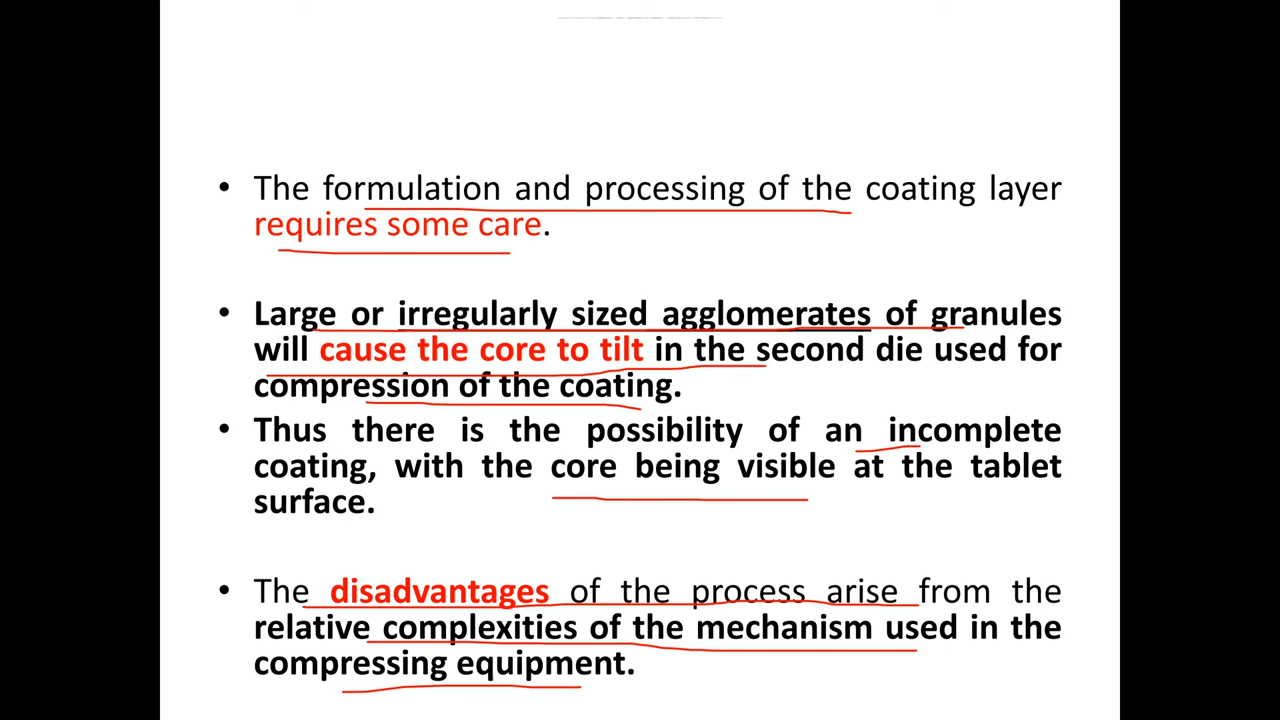 • The formulation and processing of the coating layer
requires some care.
• Large or irregularly sized agglomerates of granules
will cause the core to tilt in the second die used for
compression of the coating.
• Thus there is the possibility of an incomplete
coating, with the core being visible at the tablet
surface.
• The disadvantages of the process arise from the
relative complexities of the mechanism used in the
compressing equipment.